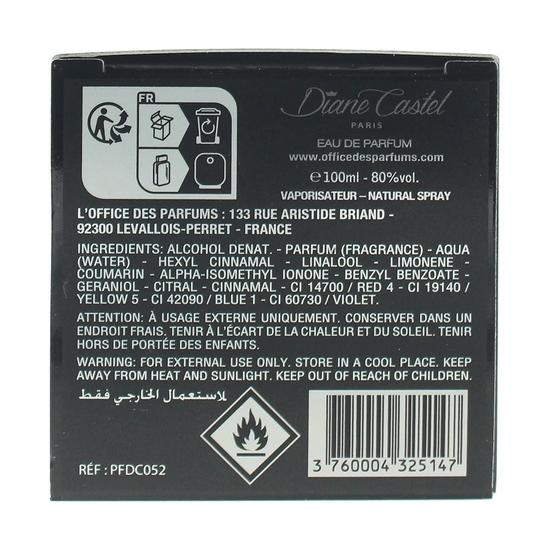 FR
Diane Castel
PARIS
EAU DE PARFUM
www.officedesparfums.com
℮ 100ml - 80%vol.
VAPORISATEUR – NATURAL SPRAY
L'OFFICE DES PARFUMS : 133 RUE ARISTIDE BRIAND -
92300 LEVALLOIS-PERRET - FRANCE
INGREDIENTS: ALCOHOL DENAT. - PARFUM (FRAGRANCE) - AQUA
(WATER) - HEXYL CINNAMAL - LINALOOL - LIMONENE -
COUMARIN - ALPHA-ISOMETHYL IONONE - BENZYL BENZOATE -
GERANIOL - CITRAL - CINNAMAL - CI 14700 / RED 4 - CI 19140 /
YELLOW 5 - CI 42090 / BLUE 1 - CI 60730 / VIOLET.
ATTENTION: À USAGE EXTERNE UNIQUEMENT. CONSERVER DANS UN
ENDROIT FRAIS. TENIR À L'ÉCART DE LA CHALEUR ET DU SOLEIL. TENIR
HORS DE PORTÉE DES ENFANTS.
WARNING: FOR EXTERNAL USE ONLY. STORE IN A COOL PLACE. KEEP
AWAY FROM HEAT AND SUNLIGHT. KEEP OUT OF REACH OF CHILDREN.
للاستعمال الخارجي فقط
RÉF : PFDC052
3 760004 325147